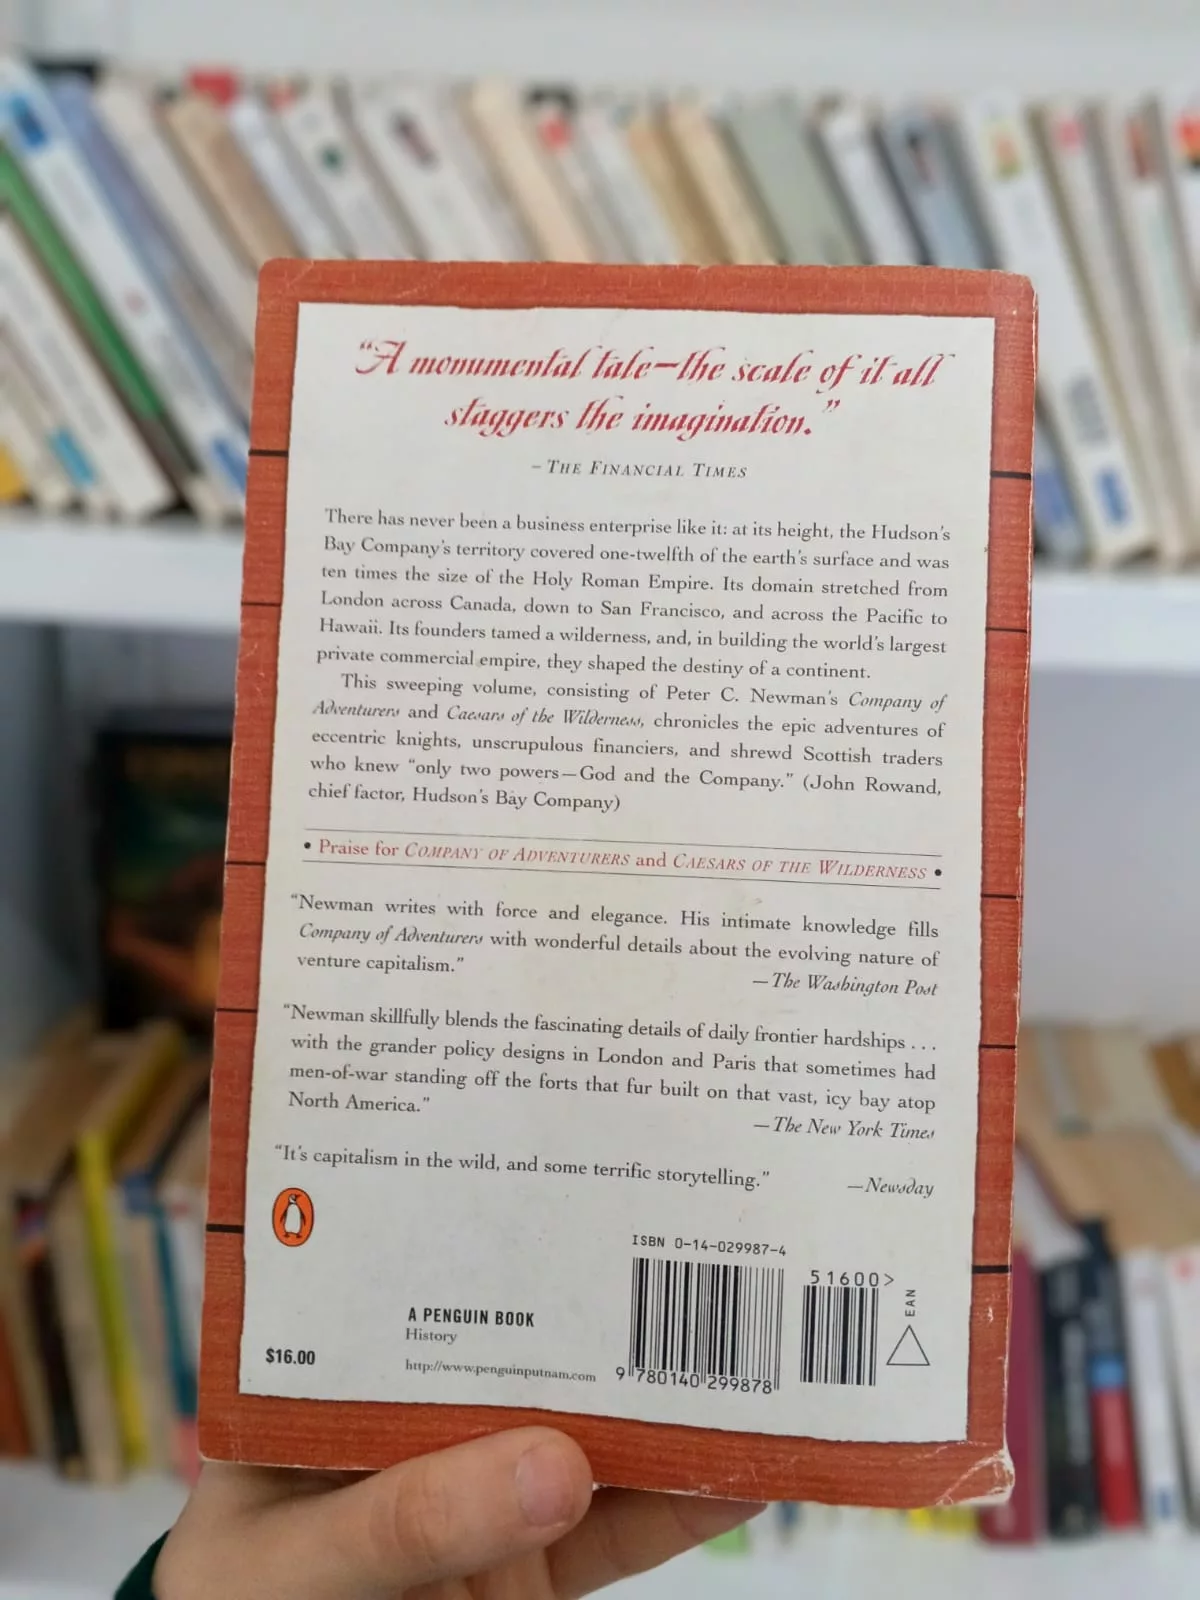 “A monumental tale—the scale of it all
staggers the imagination.”
– THE FINANCIAL TIMES
There has never been a business enterprise like it: at its height, the Hudson's
Bay Company's territory covered one-twelfth of the earth's surface and was
ten times the size of the Holy Roman Empire. Its domain stretched from
London across Canada, down to San Francisco, and across the Pacific to
Hawaii. Its founders tamed a wilderness, and, in building the world's largest
private commercial empire, they shaped the destiny of a continent.
This sweeping volume, consisting of Peter C. Newman's Company of
Adventurers and Caesars of the Wilderness, chronicles the epic adventures of
eccentric knights, unscrupulous financiers, and shrewd Scottish traders
who knew “only two powers—God and the Company.” (John Rowand,
chief factor, Hudson's Bay Company)
• Praise for COMPANY OF ADVENTURERS and CAESARS OF THE WILDERNESS •
“Newman writes with force and elegance. His intimate knowledge fills
Company of Adventurers with wonderful details about the evolving nature of
venture capitalism.”
—The Washington Post
“Newman skillfully blends the fascinating details of daily frontier hardships . . .
with the grander policy designs in London and Paris that sometimes had
men-of-war standing off the forts that fur built on that vast, icy bay atop
North America.”
—The New York Times
“It's capitalism in the wild, and some terrific storytelling.”
—Newsday
ISBN 0-14-029987-4
51600>
EAN
A PENGUIN BOOK
History
$16.00
http://www.penguinputnam.com
9 780140 299878